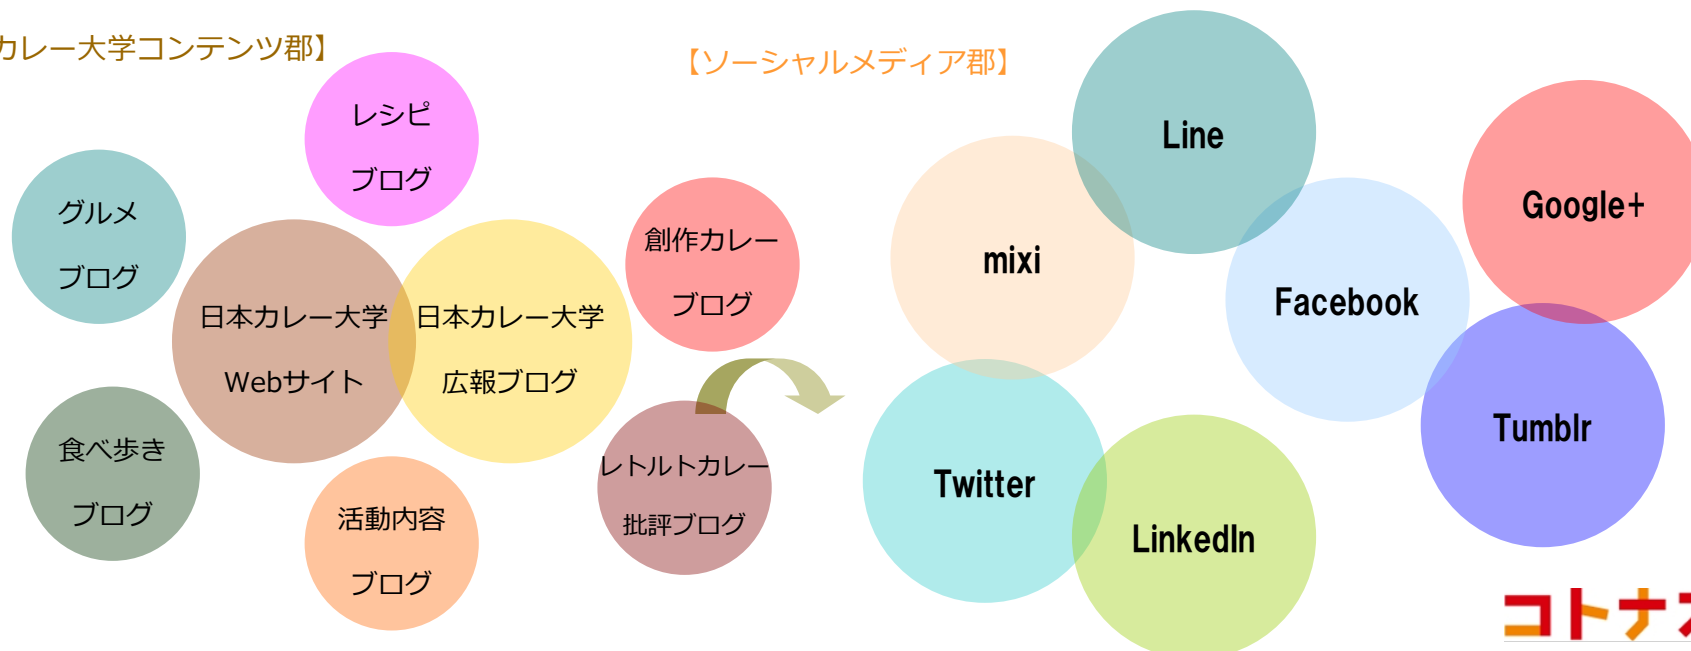 カレー大学コンテンツ郡】
【ソーシャルメディア郡】
レシピ
ブログ
グルメ
ブログ
日本カレー大学
Webサイト
日本カレー大学
広報ブログ
創作カレー
ブログ
食べ歩き
ブログ
活動内容
ブログ
レトルトカレー
批評ブログ
Line
mixi
Google+
Facebook
Twitter
Tumblr
LinkedIn
コトナ